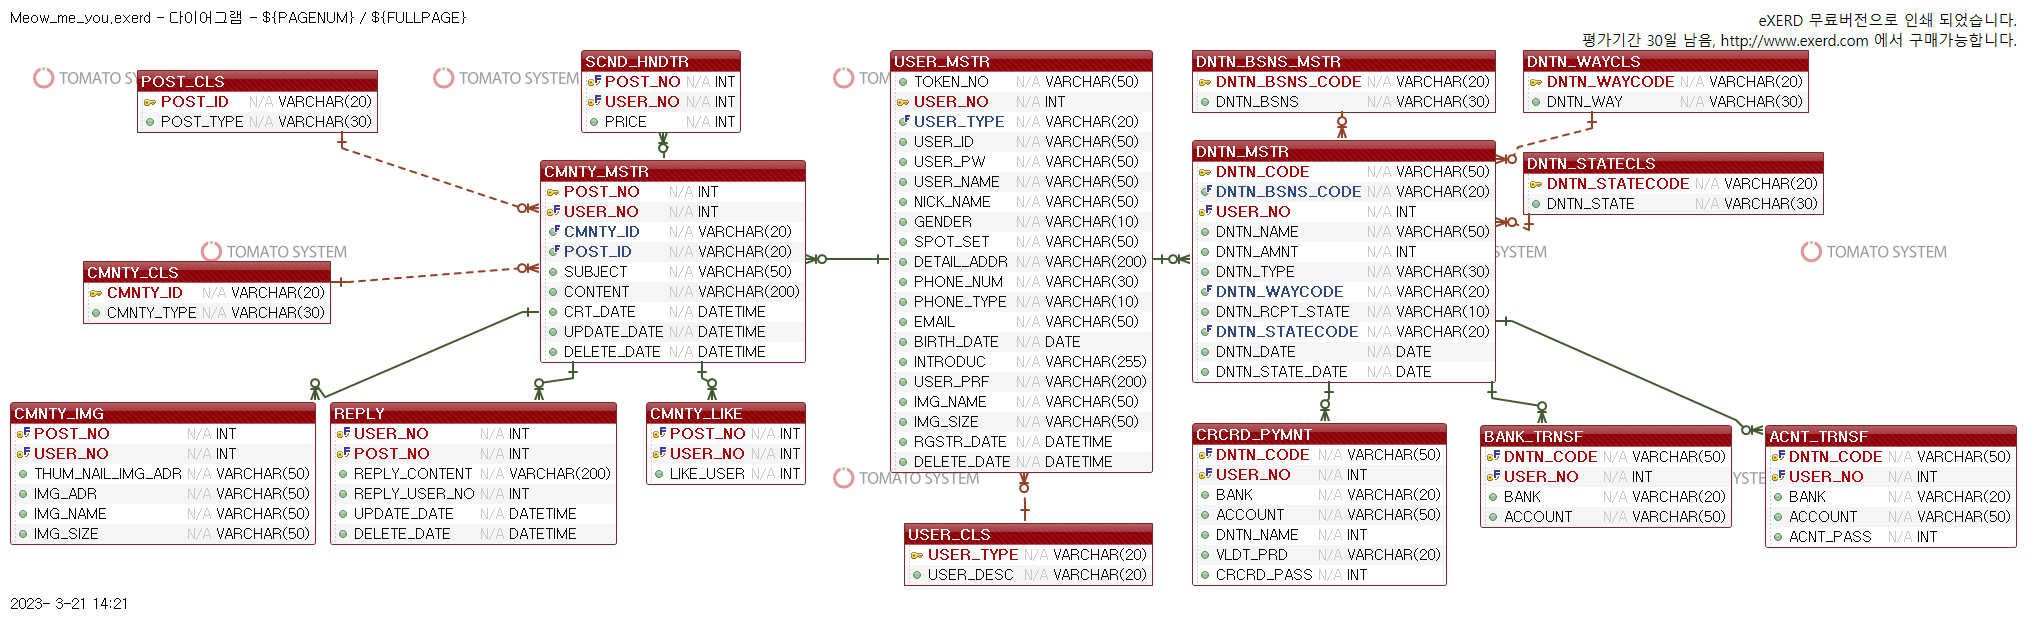 Meow_me_you.exerd - 다이어그램 - ${PAGENUM} / ${FULLPAGE}
eXERD 무료버전으로 인쇄 되었습니다.
평가기간 30일 남음, http://www.exerd.com 에서 구매가능합니다.
TOMATO SYSTEM
TOMATO SYSTEM
TOM
TOMATO SYSTEM
SYSTEM
TOMATO SYSTEM
TOMATO SYSTEM
YSTE
POST_CLS
POST_ID N/A VARCHAR(20)
POST_TYPE N/A VARCHAR(30)
SCND_HNDTR
POST_NO N/A INT
USER_NO N/A INT
PRICE N/A INT
CMNTY_MSTR
POST_NO N/A INT
USER_NO N/A INT
CMNTY_ID N/A VARCHAR(20)
POST_ID N/A VARCHAR(20)
SUBJECT N/A VARCHAR(50)
CONTENT N/A VARCHAR(200)
CRT_DATE N/A DATETIME
UPDATE_DATE N/A DATETIME
DELETE_DATE N/A DATETIME
CMNTY_CLS
CMNTY_ID N/A VARCHAR(20)
CMNTY_TYPE N/A VARCHAR(30)
CMNTY_IMG
POST_NO N/A INT
USER_NO N/A INT
THUM_NAIL_IMG_ADR N/A VARCHAR(50)
IMG_ADR N/A VARCHAR(50)
IMG_NAME N/A VARCHAR(50)
IMG_SIZE N/A VARCHAR(50)
REPLY
USER_NO N/A INT
POST_NO N/A INT
REPLY_CONTENT N/A VARCHAR(200)
REPLY_USER_NO N/A INT
UPDATE_DATE N/A DATETIME
DELETE_DATE N/A DATETIME
CMNTY_LIKE
POST_NO N/A INT
USER_NO N/A INT
LIKE_USER N/A INT
USER_MSTR
TOKEN_NO N/A VARCHAR(50)
USER_NO N/A INT
USER_TYPE N/A VARCHAR(20)
USER_ID N/A VARCHAR(50)
USER_PW N/A VARCHAR(50)
USER_NAME N/A VARCHAR(50)
NICK_NAME N/A VARCHAR(50)
GENDER N/A VARCHAR(10)
SPOT_SET N/A VARCHAR(50)
DETAIL_ADDR N/A VARCHAR(200)
PHONE_NUM N/A VARCHAR(30)
PHONE_TYPE N/A VARCHAR(10)
EMAIL N/A VARCHAR(50)
BIRTH_DATE N/A DATE
INTRODUC N/A VARCHAR(255)
USER_PRF N/A VARCHAR(200)
IMG_NAME N/A VARCHAR(50)
IMG_SIZE N/A VARCHAR(50)
RGSTR_DATE N/A DATETIME
DELETE_DATE N/A DATETIME
USER_CLS
USER_TYPE N/A VARCHAR(20)
USER_DESC N/A VARCHAR(20)
DNTN_BSNS_MSTR
DNTN_BSNS_CODE N/A VARCHAR(20)
DNTN_BSNS N/A VARCHAR(30)
DNTN_WAYCLS
DNTN_WAYCODE N/A VARCHAR(20)
DNTN_WAY N/A VARCHAR(30)
DNTN_MSTR
DNTN_CODE N/A VARCHAR(50)
DNTN_BSNS_CODE N/A VARCHAR(20)
USER_NO N/A INT
DNTN_NAME N/A VARCHAR(50)
DNTN_AMNT N/A INT
DNTN_TYPE N/A VARCHAR(30)
DNTN_WAYCODE N/A VARCHAR(20)
DNTN_RCPT_STATE N/A VARCHAR(10)
DNTN_STATECODE N/A VARCHAR(20)
DNTN_DATE N/A DATE
DNTN_STATE_DATE N/A DATE
DNTN_STATECLS
DNTN_STATECODE N/A VARCHAR(20)
DNTN_STATE N/A VARCHAR(30)
CRCRD_PYMNT
DNTN_CODE N/A VARCHAR(50)
USER_NO N/A INT
BANK N/A VARCHAR(20)
ACCOUNT N/A VARCHAR(50)
DNTN_NAME N/A INT
VLDT_PRD N/A VARCHAR(20)
CRCRD_PASS N/A INT
BANK_TRNSF
DNTN_CODE N/A VARCHAR(50)
USER_NO N/A INT
BANK N/A VARCHAR(20)
ACCOUNT N/A VARCHAR(50)
ACNT_TRNSF
DNTN_CODE N/A VARCHAR(50)
USER_NO N/A INT
BANK N/A VARCHAR(20)
ACCOUNT N/A VARCHAR(50)
ACNT_PASS N/A INT
2023- 3-21 14:21